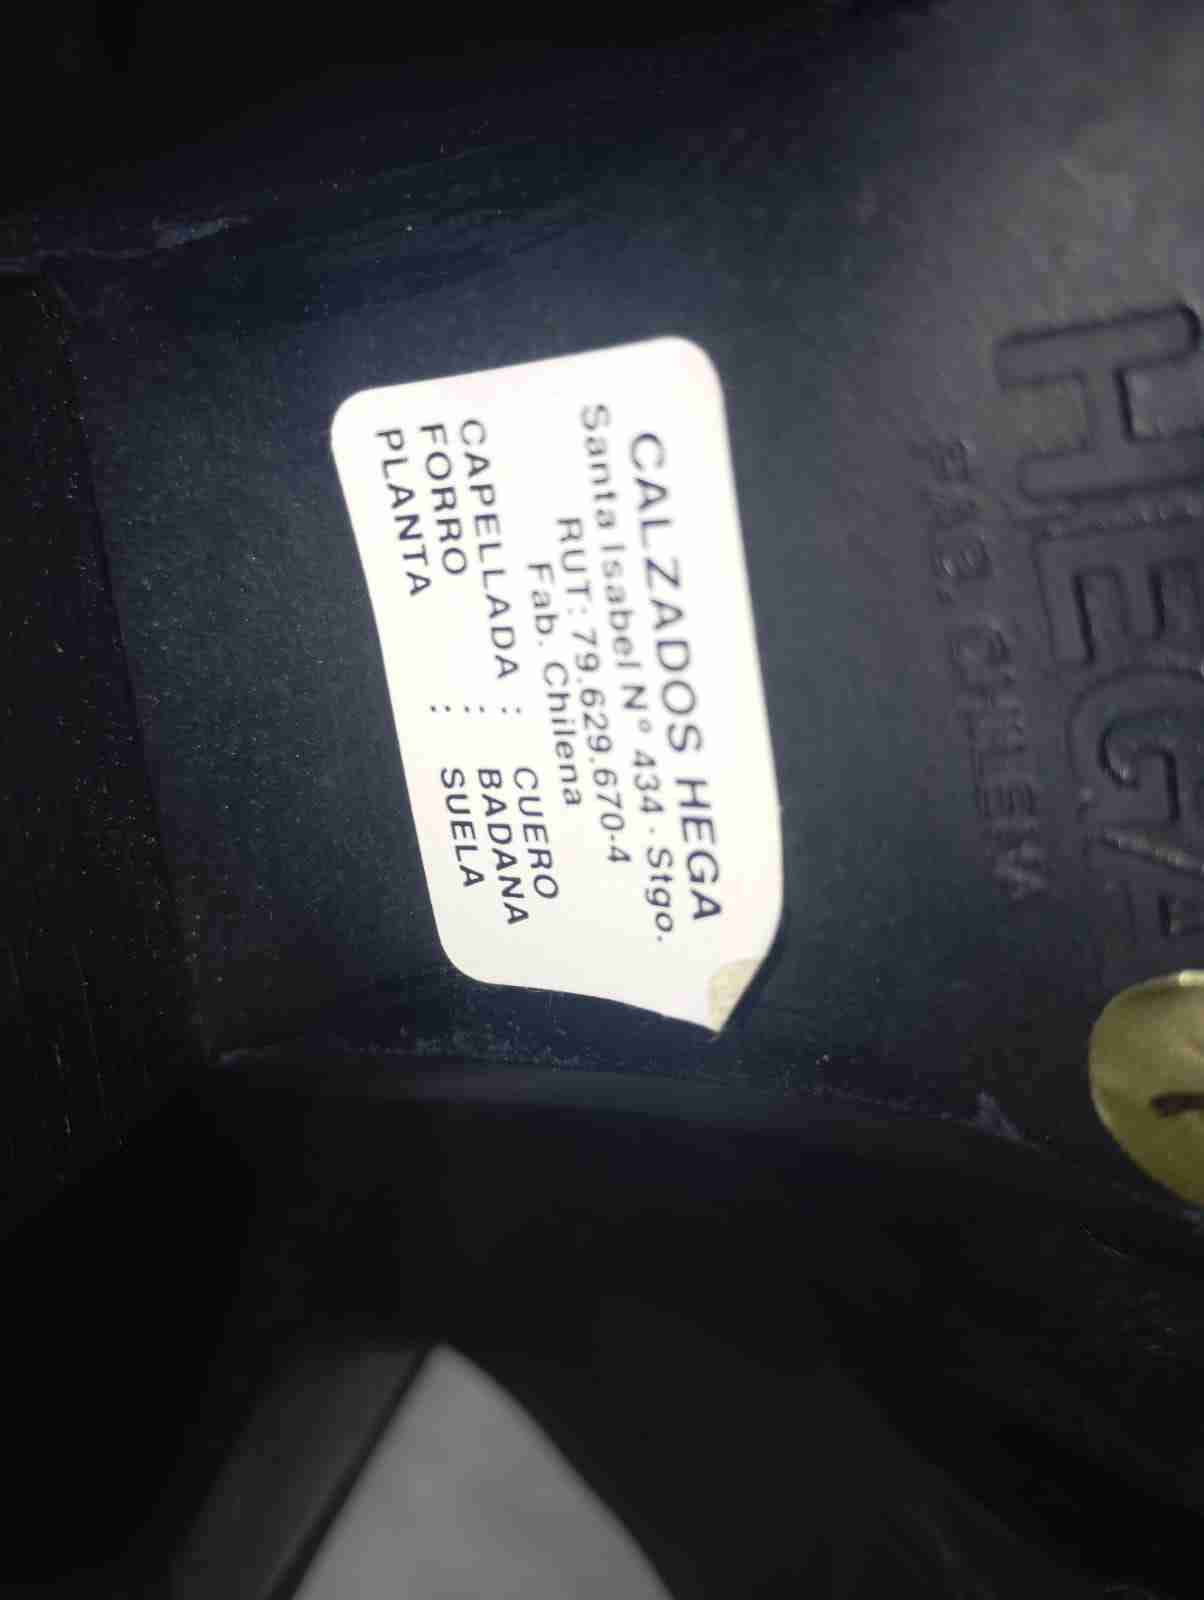 CALZADOS HEGA
Santa Isabel Nº 434 - Stgo.
RUT: 79.629.670-4
Fab. Chilena
CAPELLADA : CUERO
FORRO : BADANA
PLANTA : SUELA
HEGA
FAB. CHILENA